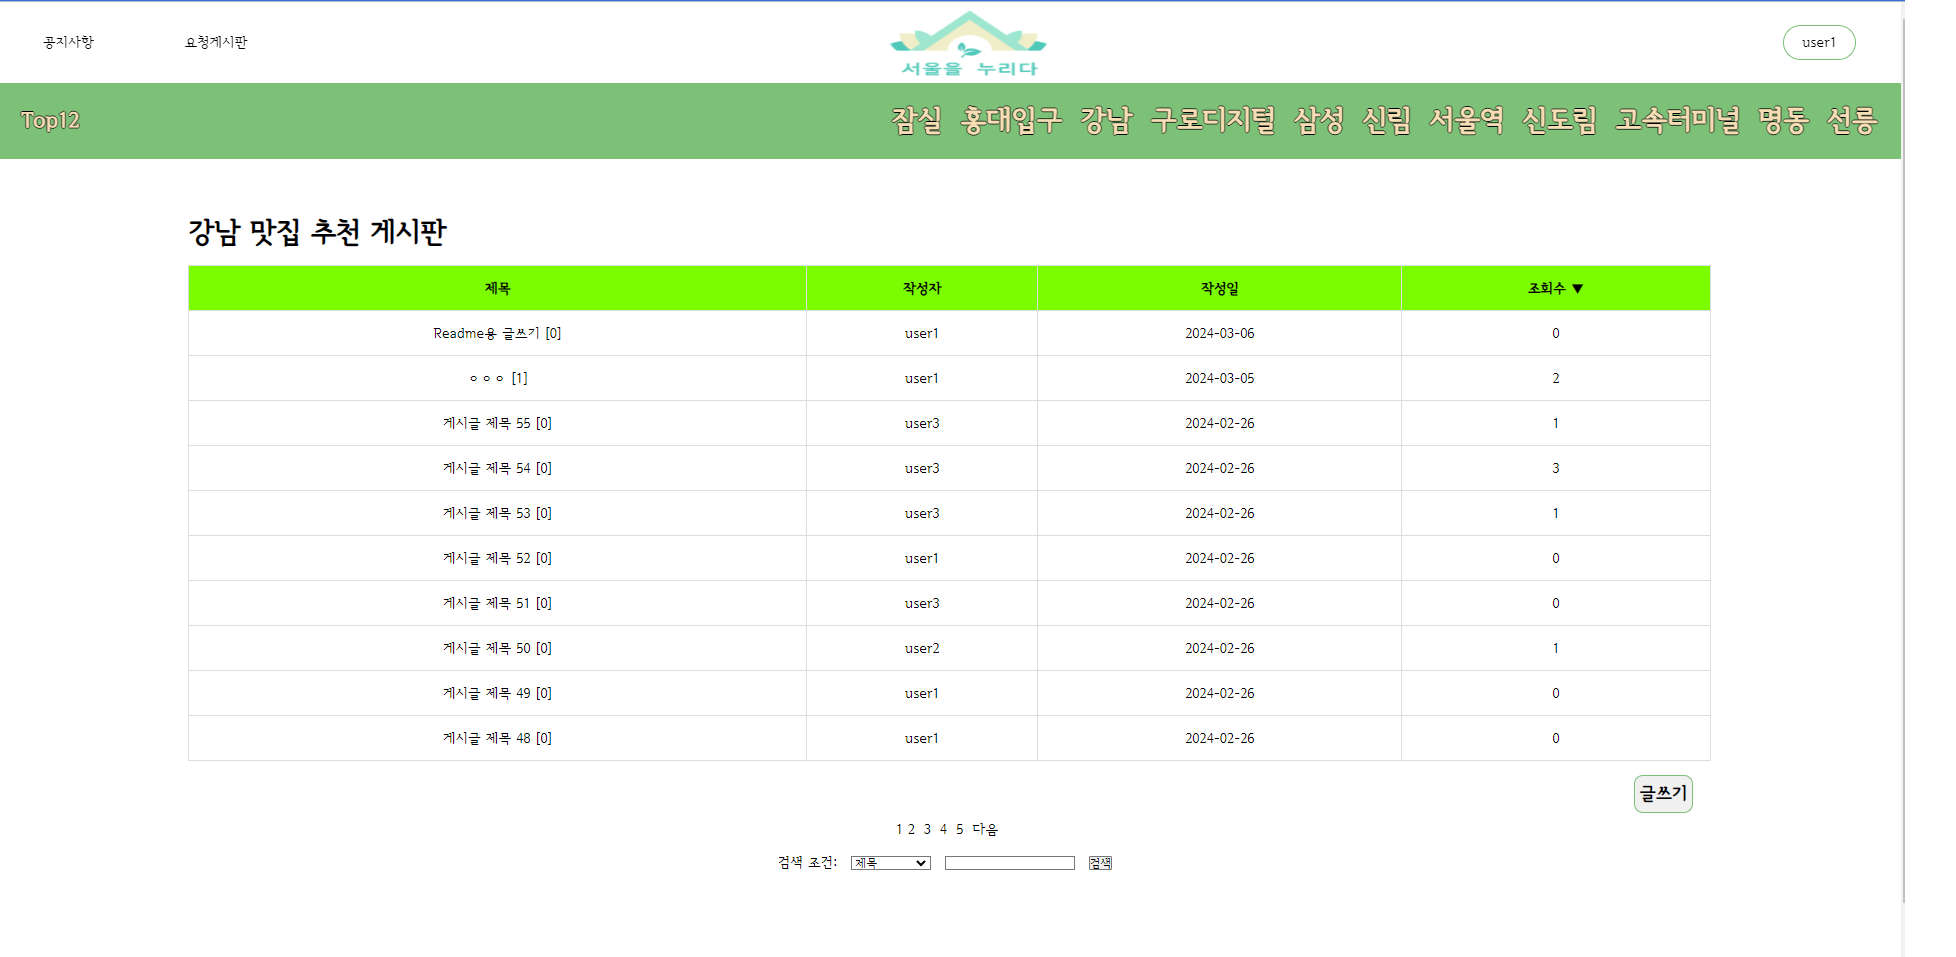 공지사항 요청게시판 서울을 누리다 user1
Top12 잠실 홍대입구 강남 구로디지털 삼성 신림 서울역 신도림 고속터미널 명동 선릉
강남 맛집 추천 게시판
제목 작성자 작성일 조회수 ▼
Readme용 글쓰기 [0] user1 2024-03-06 0
ㅇㅇㅇ [1] user1 2024-03-05 2
게시글 제목 55 [0] user3 2024-02-26 1
게시글 제목 54 [0] user3 2024-02-26 3
게시글 제목 53 [0] user3 2024-02-26 1
게시글 제목 52 [0] user1 2024-02-26 0
게시글 제목 51 [0] user3 2024-02-26 0
게시글 제목 50 [0] user2 2024-02-26 1
게시글 제목 49 [0] user1 2024-02-26 0
게시글 제목 48 [0] user1 2024-02-26 0
글쓰기
1 2 3 4 5 다음
검색 조건: 제목 검색